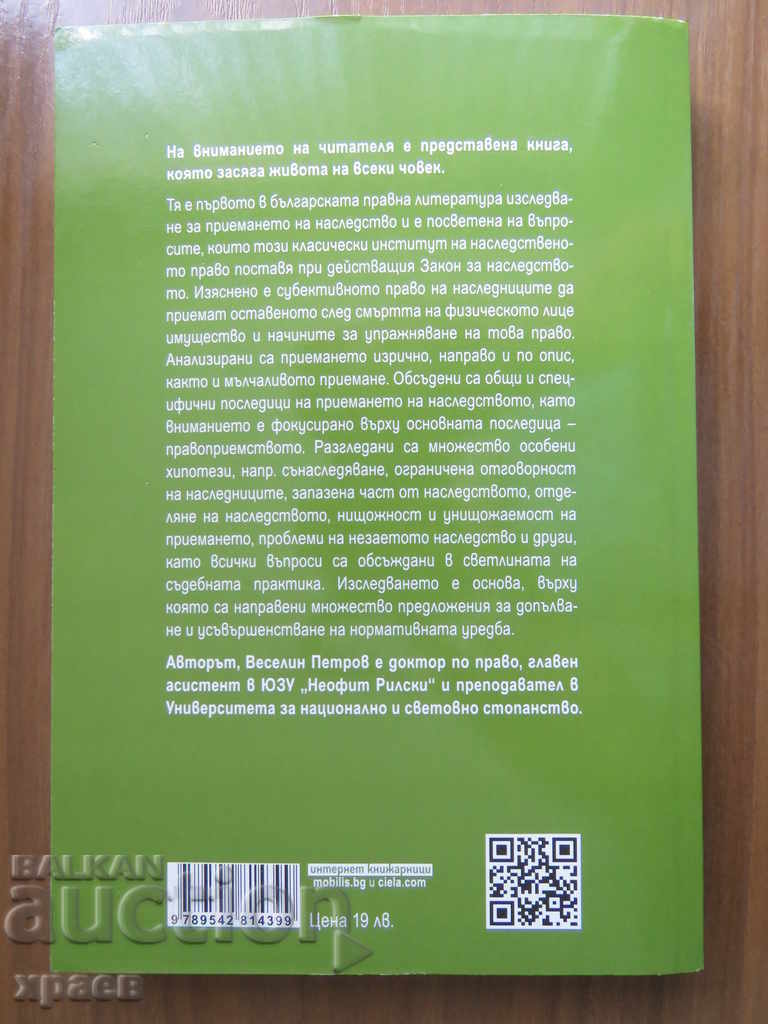 На вниманието на читателя е представена книга,
която засяга живота на всеки човек.
Тя е първото в българската правна литература изследва-
не за приемането на наследство и е посветена на въпро-
сите, които този класически институт на наследствено-
то право поставя при действащия Закон за наследство-
то. Изяснено е субективното право на наследниците да
приемат оставеното след смъртта на физическото лице
имущество и начините за упражняване на това право.
Анализирани са приемането изрично, направо и по опис,
както и мълчаливото приемане. Обсъдени са общи и спец-
ифични последици на приемането на наследството, като
вниманието е фокусирано върху основната последица –
правоприемството. Разгледани са множество особени
хипотези, напр. сънаследяване, ограничена отговорност
на наследниците, запазена част от наследството, отде-
ляне на наследството, нищожност и унищожаемост на
приемането, проблеми на незаетото наследство и други,
като всички въпроси са обсъждани в светлината на
съдебната практика. Изследването е основа, върху
която са направени множество предложения за допълва-
не и усъвършенстване на нормативната уредба.
Авторът, Веселин Петров е доктор по право, главен
асистент в ЮЗУ „Неофит Рилски“ и преподавател в
Университета за национално и световно стопанство.
интернет книжарници
mobilis.bg и ciela.com
9 789542 814399
Цена 19 лв.
BALKAN
auction
храев